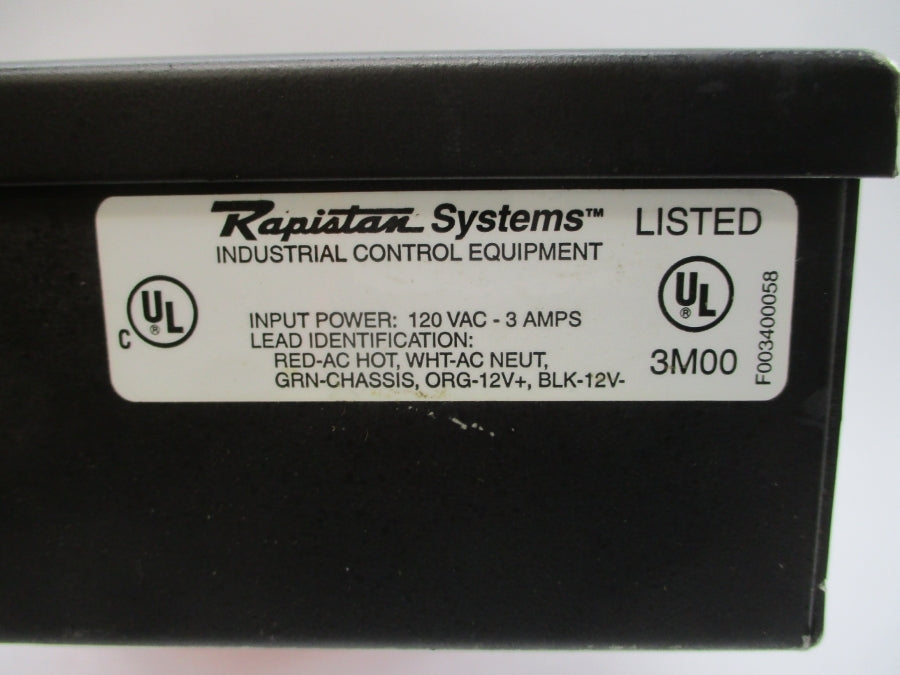 Rapistan Systems™
INDUSTRIAL CONTROL EQUIPMENT
LISTED
C UL ®
UL ®
INPUT POWER: 120 VAC - 3 AMPS
LEAD IDENTIFICATION:
RED-AC HOT, WHT-AC NEUT,
GRN-CHASSIS, ORG-12V+, BLK-12V-
3M00
F003400058